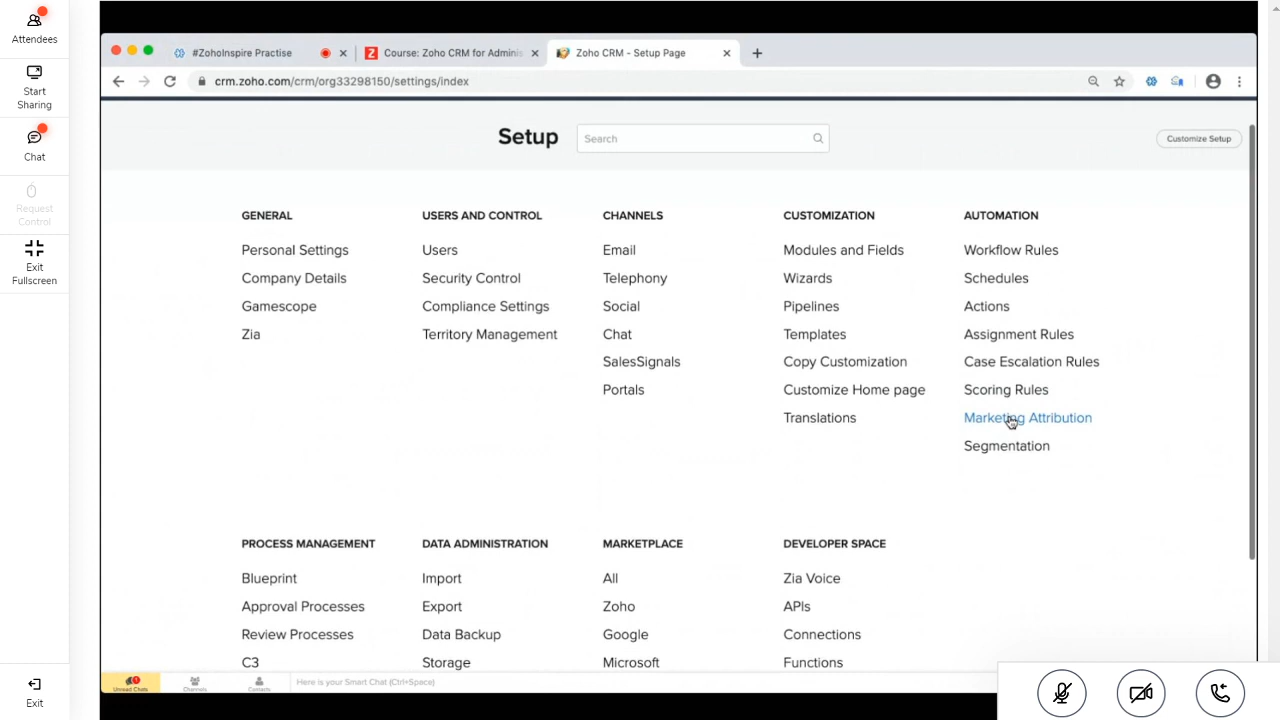 Attendees
Start
Sharing
Chat
Request
Control
Exit
Fullscreen
Exit
#ZohoInspire Practise
Course: Zoho CRM for Adminis
Zoho CRM - Setup Page
crm.zoho.com/crm/org33298150/settings/index
Setup
Search
Customize Setup
GENERAL
Personal Settings
Company Details
Gamescope
Zia
USERS AND CONTROL
Users
Security Control
Compliance Settings
Territory Management
CHANNELS
Email
Telephony
Social
Chat
SalesSignals
Portals
CUSTOMIZATION
Modules and Fields
Wizards
Pipelines
Templates
Copy Customization
Customize Home page
Translations
AUTOMATION
Workflow Rules
Schedules
Actions
Assignment Rules
Case Escalation Rules
Scoring Rules
Marketing Attribution
Segmentation
PROCESS MANAGEMENT
Blueprint
Approval Processes
Review Processes
C3
DATA ADMINISTRATION
Import
Export
Data Backup
Storage
MARKETPLACE
All
Zoho
Google
Microsoft
DEVELOPER SPACE
Zia Voice
APIs
Connections
Functions
Unread Chats
Channels
Contacts
Here is your Smart Chat (Ctrl+Space)